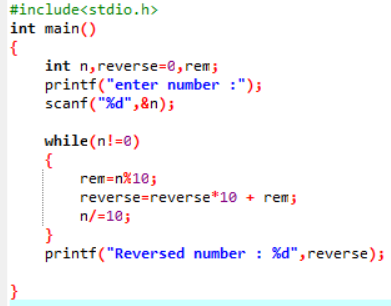 #include<stdio.h>
int main()
{
    int n,reverse=0,rem;
    printf("enter number :");
    scanf("%d",&n);

    while(n!=0)
    {
        rem=n%10;
        reverse=reverse*10 + rem;
        n/=10;
    }
    printf("Reversed number : %d",reverse);

}